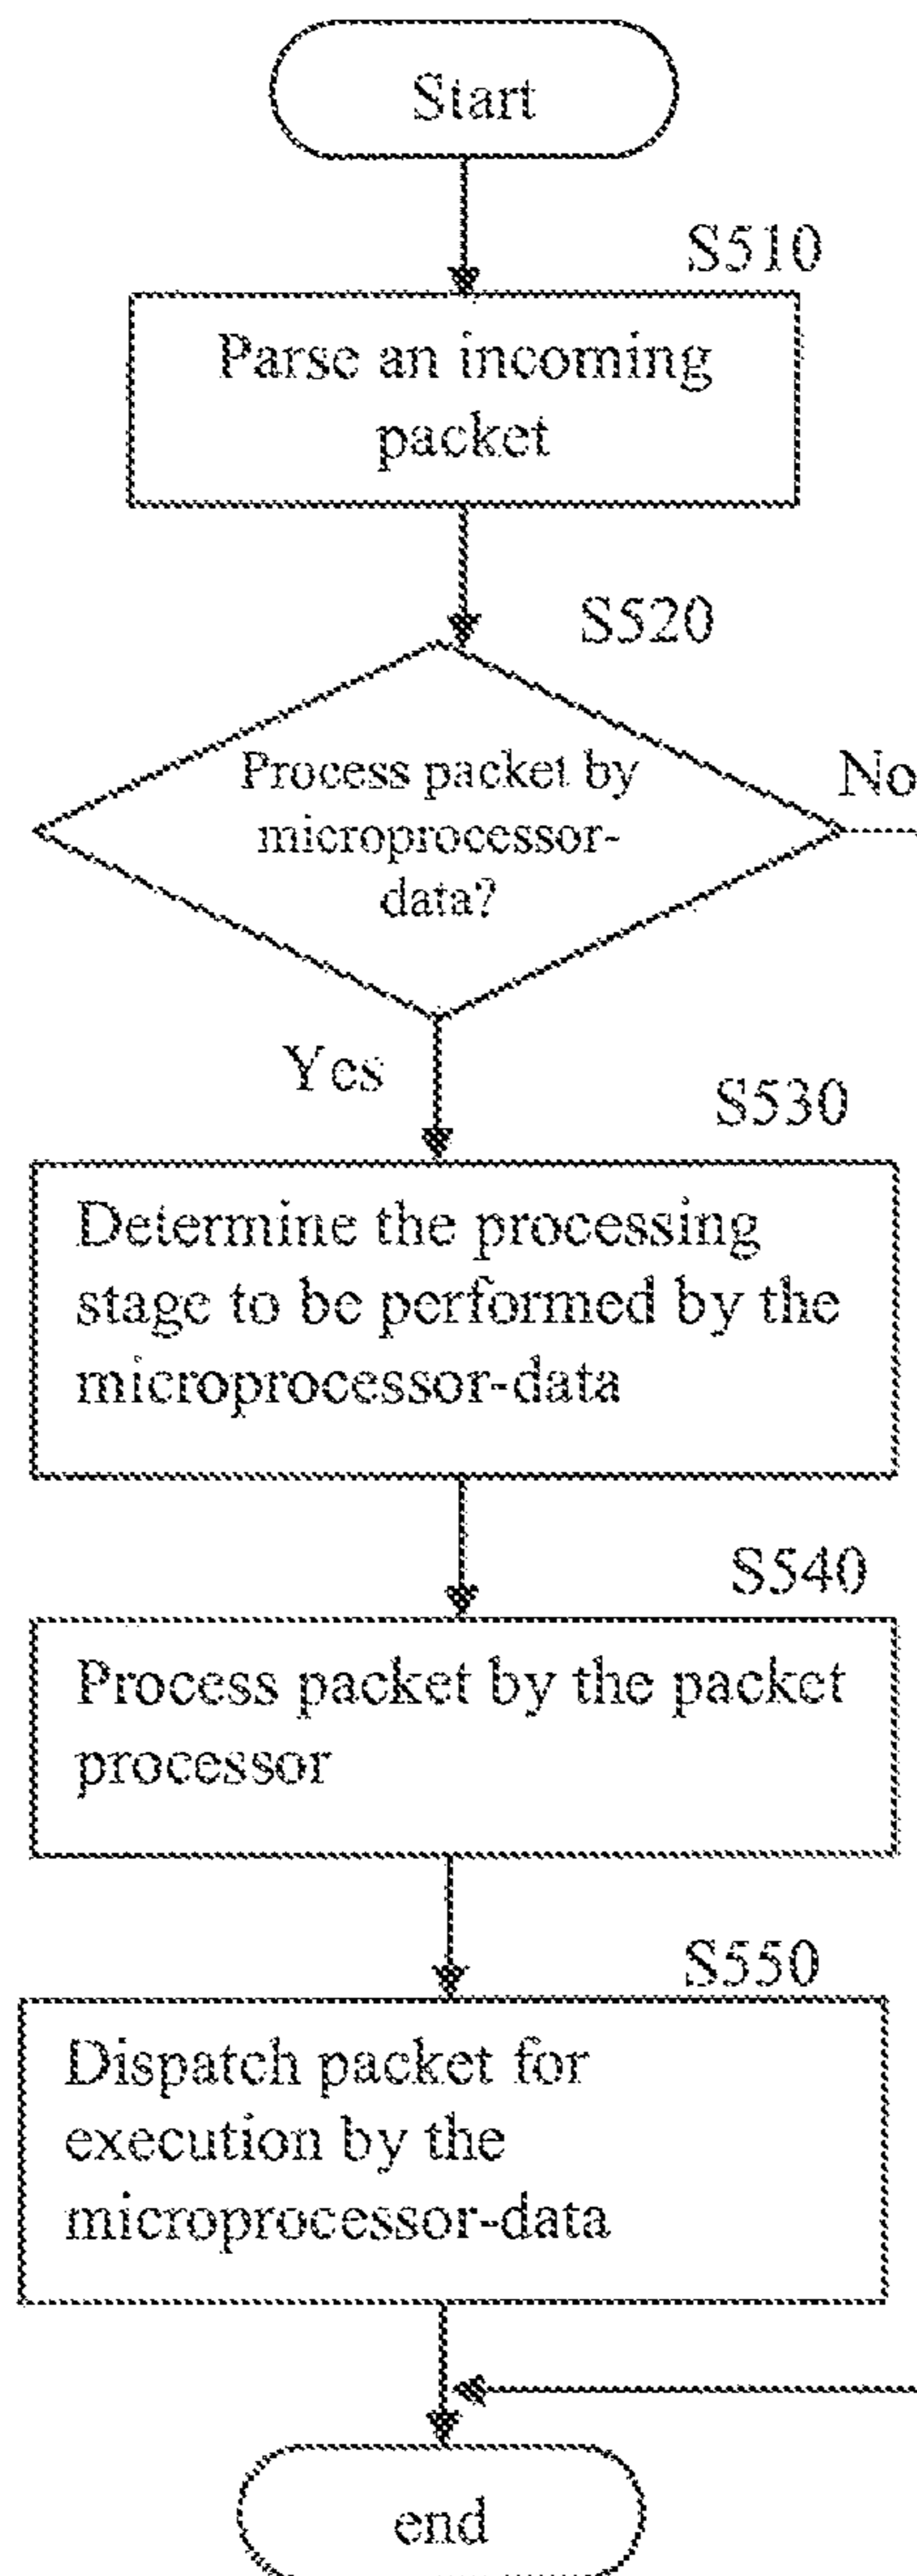 Start
S510
Parse an incoming
packet
S520
Process packet by
microprocessor-
data?
No
Yes
S530
Determine the processing
stage to be performed by the
microprocessor-data
S540
Process packet by the packet
processor
S550
Dispatch packet for
execution by the
microprocessor-data
end